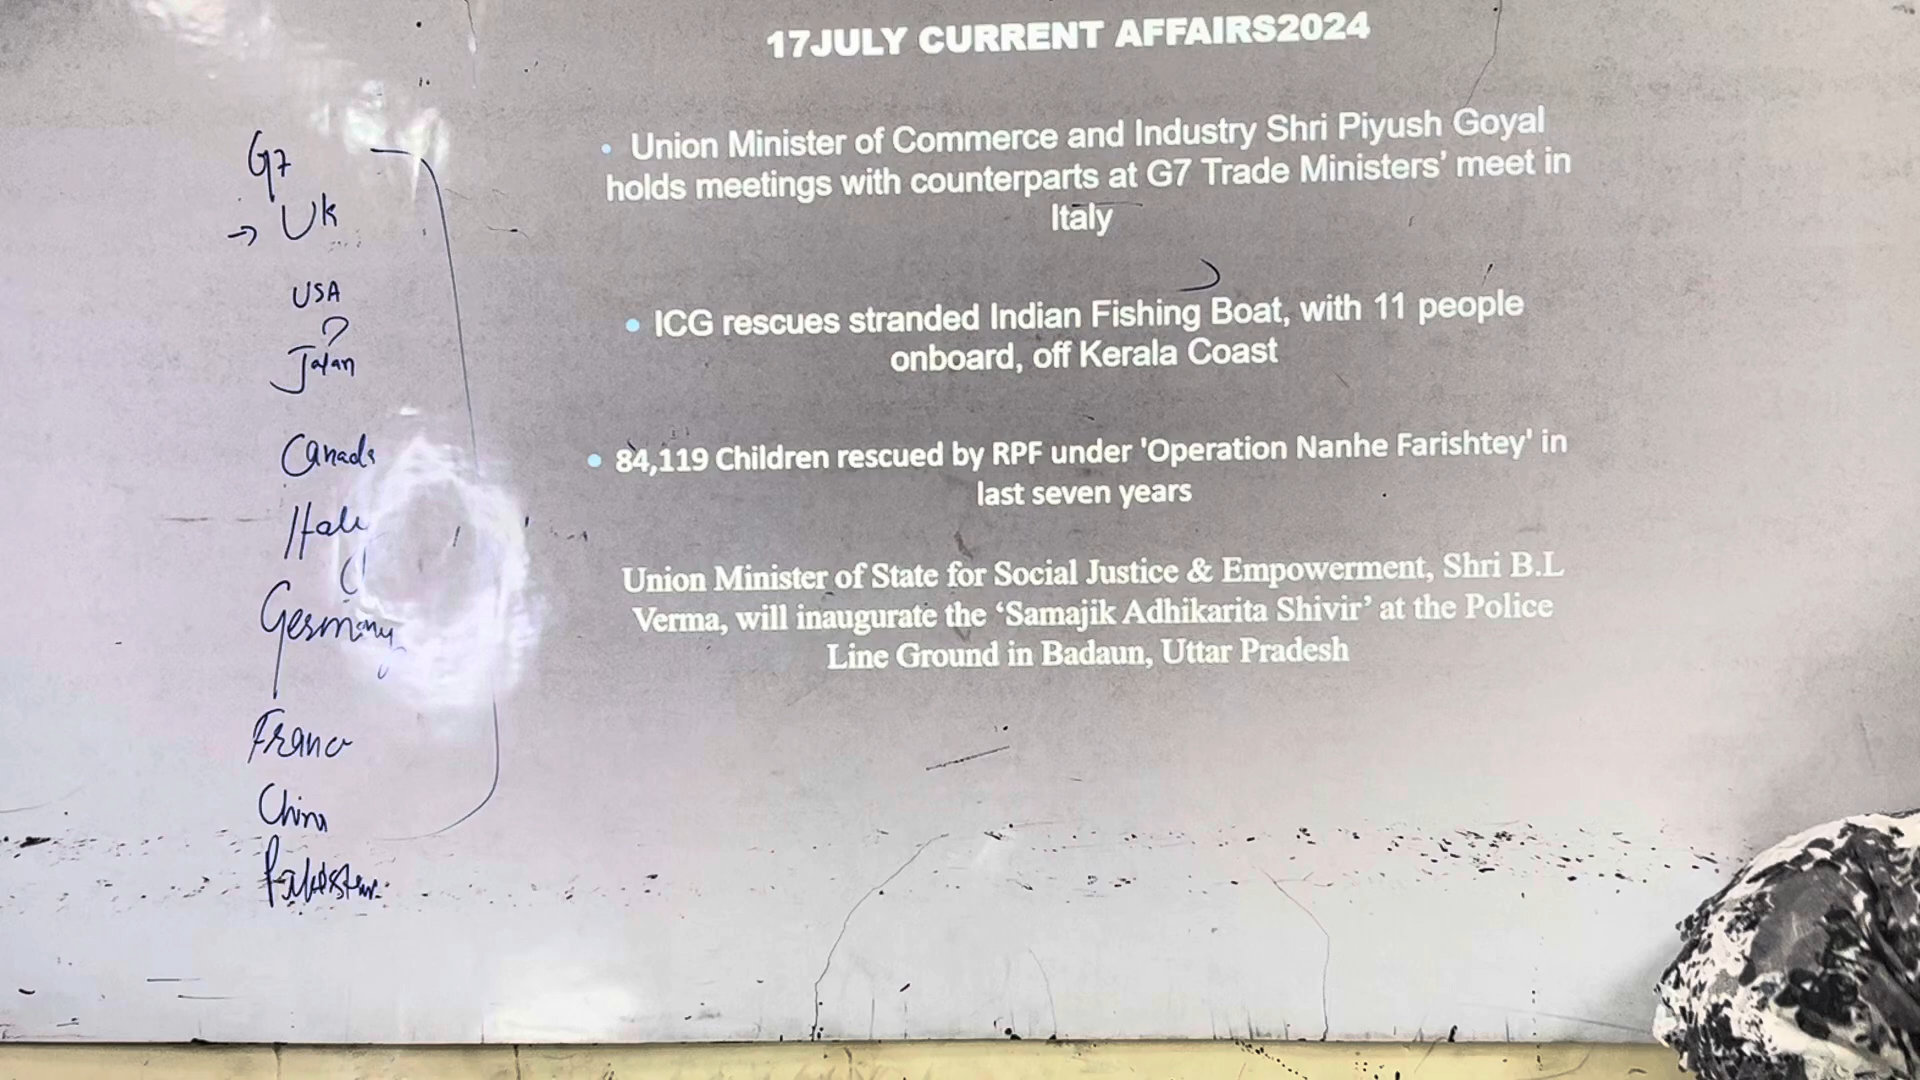 17JULY CURRENT AFFAIRS2024
• Union Minister of Commerce and Industry Shri Piyush Goyal
holds meetings with counterparts at G7 Trade Ministers' meet in
Italy
• ICG rescues stranded Indian Fishing Boat, with 11 people
onboard, off Kerala Coast
• 84,119 Children rescued by RPF under 'Operation Nanhe Farishtey' in
last seven years
Union Minister of State for Social Justice & Empowerment, Shri B.L
Verma, will inaugurate the ‘Samajik Adhikarita Shivir’ at the Police
Line Ground in Badaun, Uttar Pradesh
G7
→ UK
USA
Japan
Canada
Italy
Germany
France
China
Pakistan